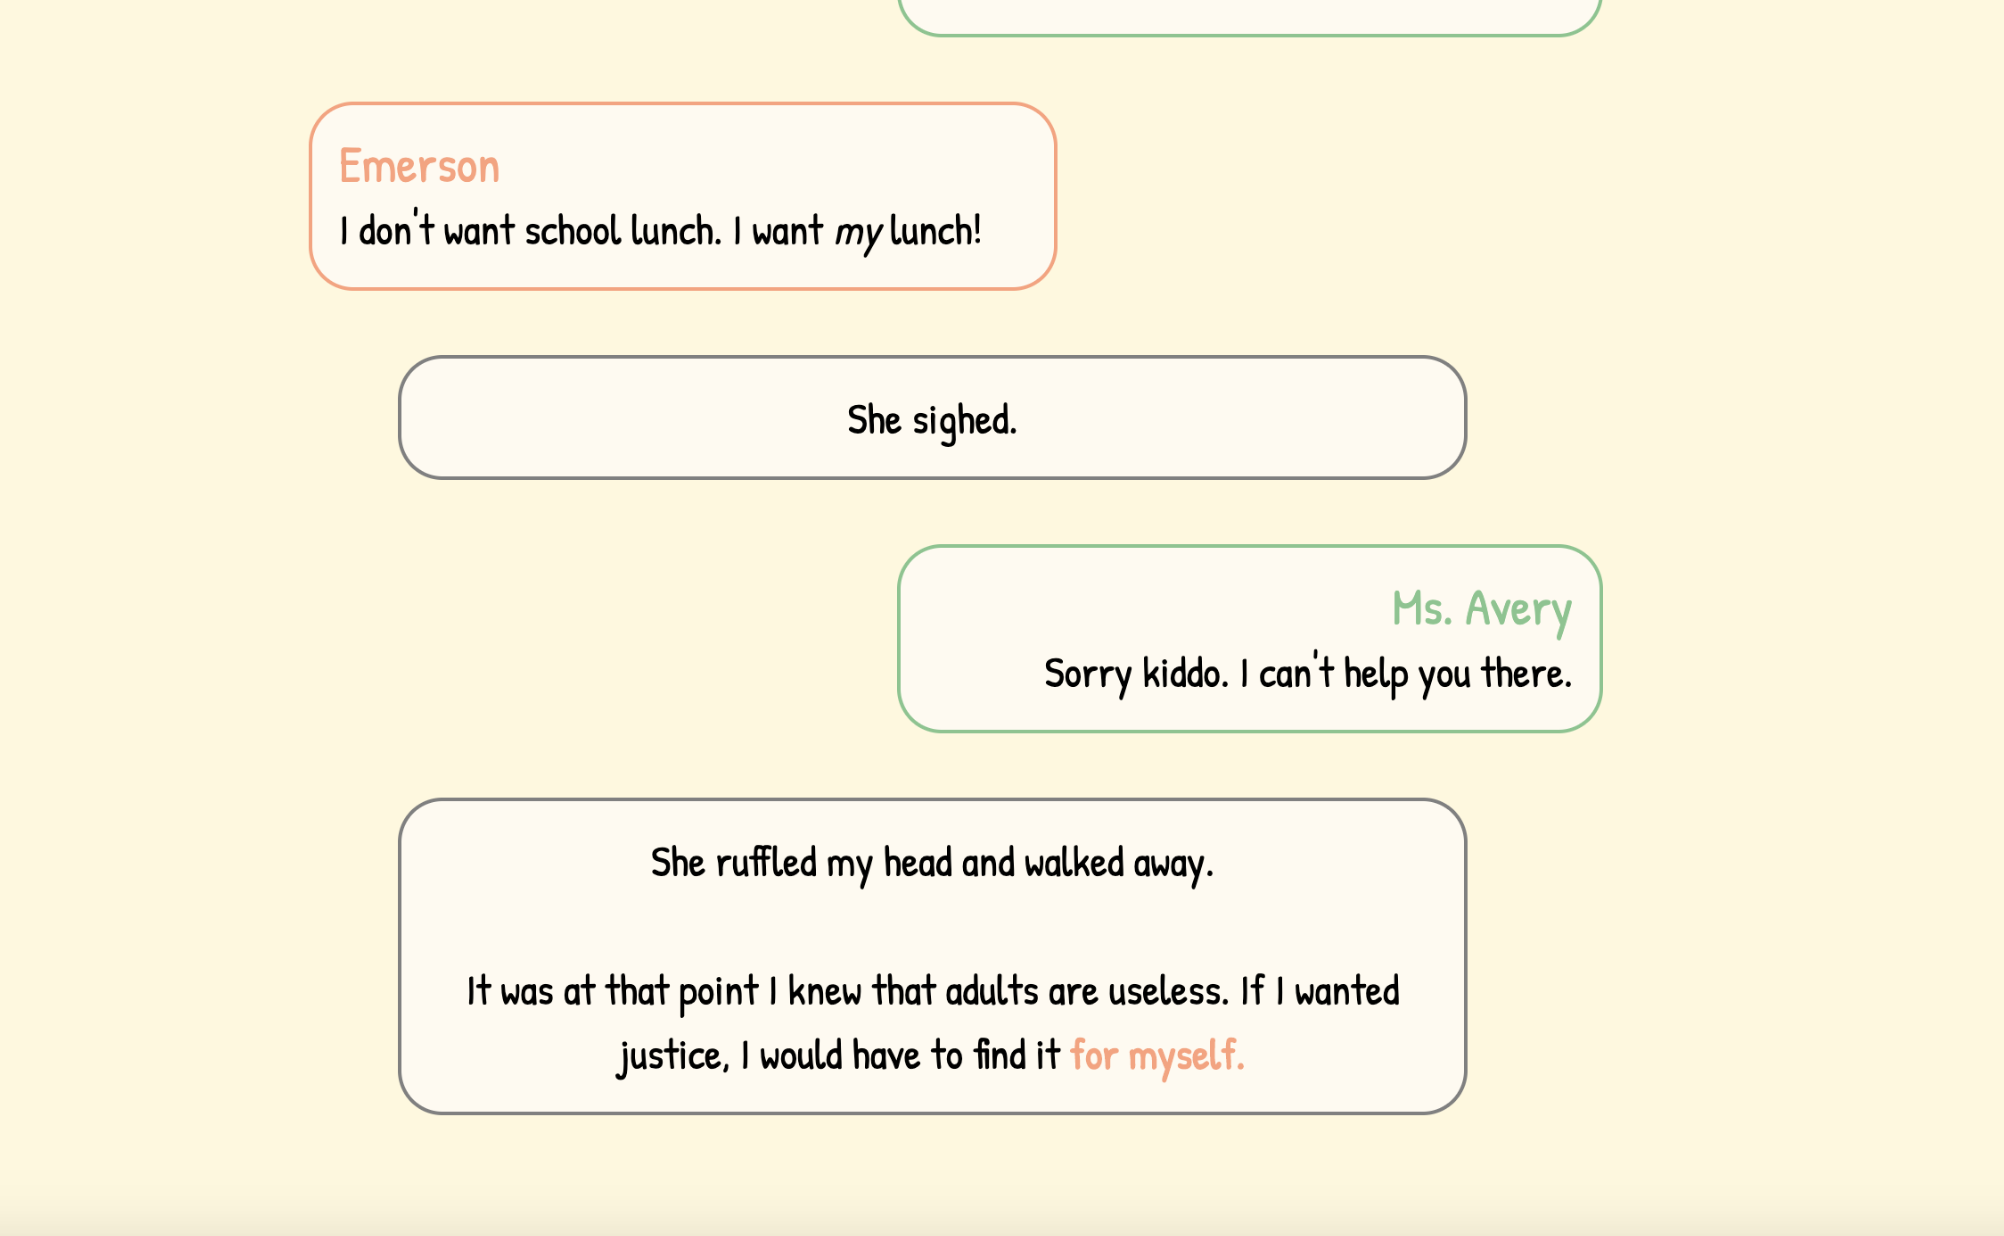 Emerson
I don't want school lunch. I want my lunch!
She sighed.
Ms. Avery
Sorry kiddo. I can't help you there.
She ruffled my head and walked away.
It was at that point I knew that adults are useless. If I wanted
justice, I would have to find it for myself.